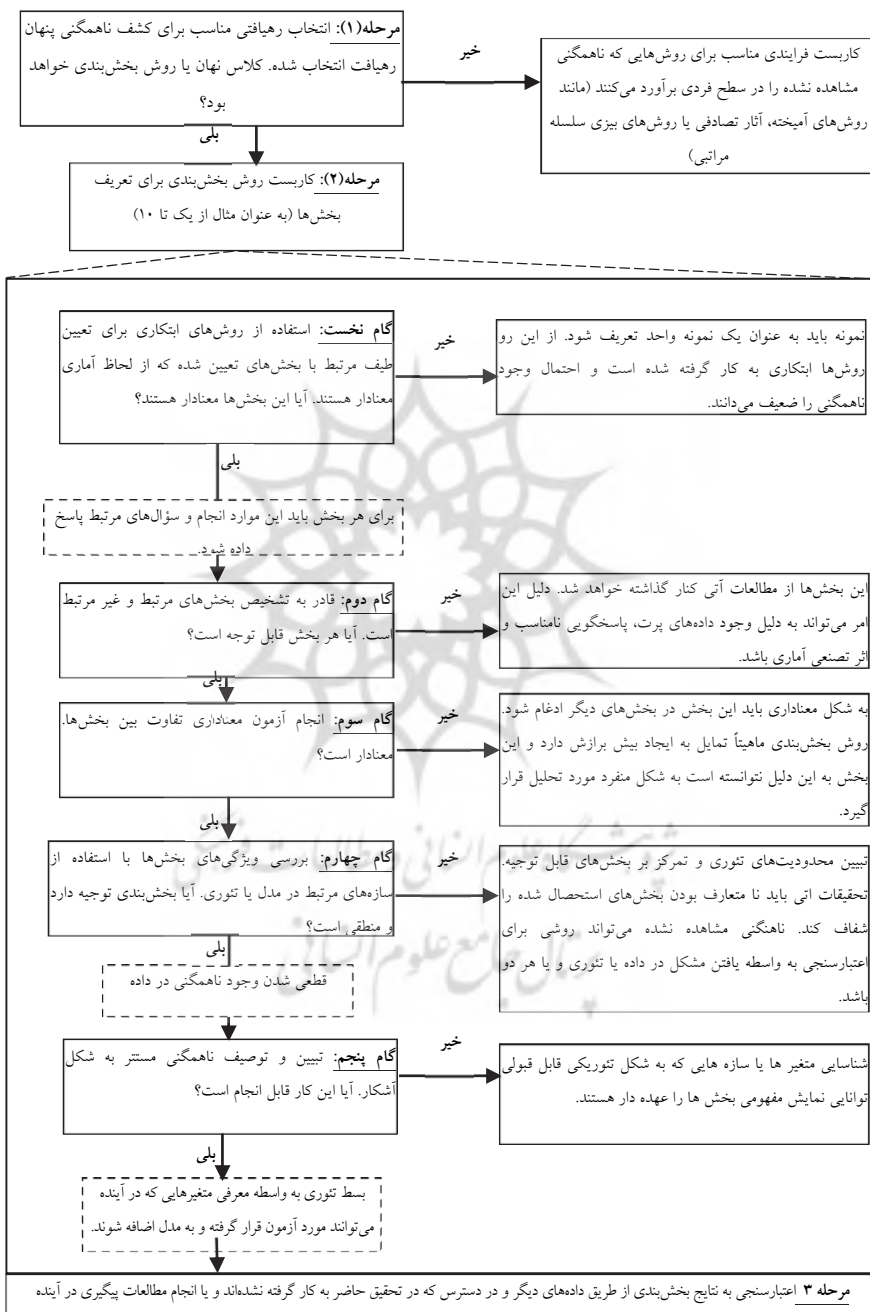 مرحله(۱): انتخاب رهیافتی مناسب برای کشف ناهمگنی پنهان
رهیافت انتخاب شده. کلاس نهان یا روش بخش‌بندی خواهد
بود؟
خیر
کاربست فرایندی مناسب برای روش‌هایی که ناهمگنی
مشاهده نشده را در سطح فردی برآورد می‌کنند (مانند
روش‌های آمیخته، آثار تصادفی یا روش‌های بیزی سلسله
مراتبی)
بلی
مرحله(۲): کاربست روش بخش‌بندی برای تعریف
بخش‌ها (به عنوان مثال از یک تا ۱۰)
گام نخست: استفاده از روش‌های ابتکاری برای تعیین
طیف مرتبط با بخش‌های تعیین شده که از لحاظ آماری
معنادار هستند. آیا این بخش‌ها معنادار هستند؟
خیر
نمونه باید به عنوان یک نمونه واحد تعریف شود. از این رو
روش‌ها ابتکاری به کار گرفته شده است و احتمال وجود
ناهمگنی را ضعیف می‌دانند.
بلی
برای هر بخش باید این موارد انجام و سؤال‌های مرتبط پاسخ
داده شود.
گام دوم: قادر به تشخیص بخش‌های مرتبط و غیر مرتبط
است. آیا هر بخش قابل توجه است؟
خیر
این بخش‌ها از مطالعات آتی کنار گذاشته خواهد شد. دلیل این
امر می‌تواند به دلیل وجود داده‌های پرت، پاسخگویی نامناسب و
اثر تصنعی آماری باشد.
بلی
گام سوم: انجام آزمون معناداری تفاوت بین بخش‌ها.
معنادار است؟
خیر
به شکل معناداری باید این بخش در بخش‌های دیگر ادغام شود.
روش بخش‌بندی ماهیتاً تمایل به ایجاد بیش برازش دارد و این
بخش به این دلیل نتوانسته است به شکل منفرد مورد تحلیل قرار
گیرد.
بلی
گام چهارم: بررسی ویژگی‌های بخش‌ها با استفاده از
سازه‌های مرتبط در مدل یا تئوری. آیا بخش‌بندی توجیه دارد
و منطقی است؟
خیر
تبیین محدودیت‌های تئوری و تمرکز بر بخش‌های قابل توجیه.
تحقیقات اتی باید نا متعارف بودن بخش‌های استحصال شده را
شفاف کند. ناهنگنی مشاهده نشده می‌تواند روشی برای
اعتبارسنجی به واسطه یافتن مشکل در داده یا تئوری و یا هر دو
باشد.
بلی
قطعی شدن وجود ناهمگنی در داده
گام پنجم: تبیین و توصیف ناهمگنی مستتر به شکل
آشکار. آیا این کار قابل انجام است؟
خیر
شناسایی متغیر ها یا سازه هایی که به شکل تئوریکی قابل قبولی
توانایی نمایش مفهومی بخش ها را عهده دار هستند.
بلی
بسط تئوری به واسطه معرفی متغیرهایی که در آینده
می‌توانند مورد آزمون قرار گرفته و به مدل اضافه شوند.
مرحله ۳ اعتبارسنجی به نتایج بخش‌بندی از طریق داده‌های دیگر و در دسترس که در تحقیق حاضر به کار گرفته نشده‌اند و یا انجام مطالعات پیگیری در آینده
پژوهشگاه علوم انسانی و مطالعات فرهنگی
پرتال جامع علوم انسانی